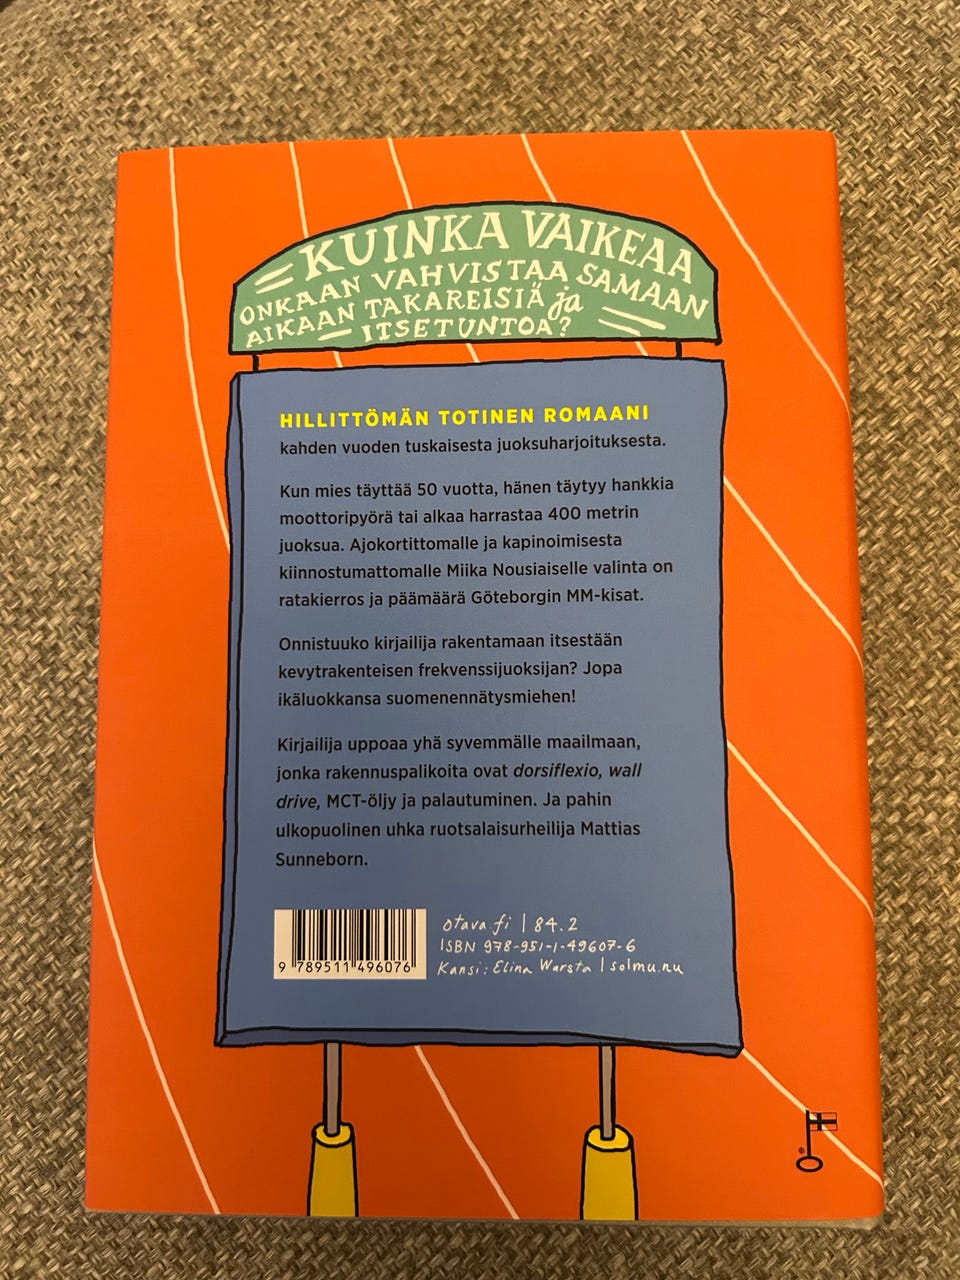 KUINKA VAIKEAA
ONKAAN VAHVISTAA SAMAAN
AIKAAN TAKAREISIÄ ja
ITSETUNTOA?
HILLITTÖMÄN TOTINEN ROMAANI
kahden vuoden tuskaisesta juoksuharjoituksesta.
Kun mies täyttää 50 vuotta, hänen täytyy hankkia
moottoripyörä tai alkaa harrastaa 400 metrin
juoksua. Ajokortittomalle ja kapinoimisesta
kiinnostumattomalle Miika Nousiaiselle valinta on
ratakierros ja päämäärä Göteborgin MM-kisat.
Onnistuuko kirjailija rakentamaan itsestään
kevytrakenteisen frekvenssijuoksijan? Jopa
ikäluokkansa suomenennätysmiehen!
Kirjailija uppoaa yhä syvemmälle maailmaan,
jonka rakennuspalikoita ovat dorsiflexio, wall
drive, MCT-öljy ja palautuminen. Ja pahin
ulkopuolinen uhka ruotsalaisurheilija Mattias
Sunneborn.
otava.fi | 84.2
ISBN 978-951-1-49607-6
Kansi: Elina Warsta | solmu.nu
9 789511 496076
®